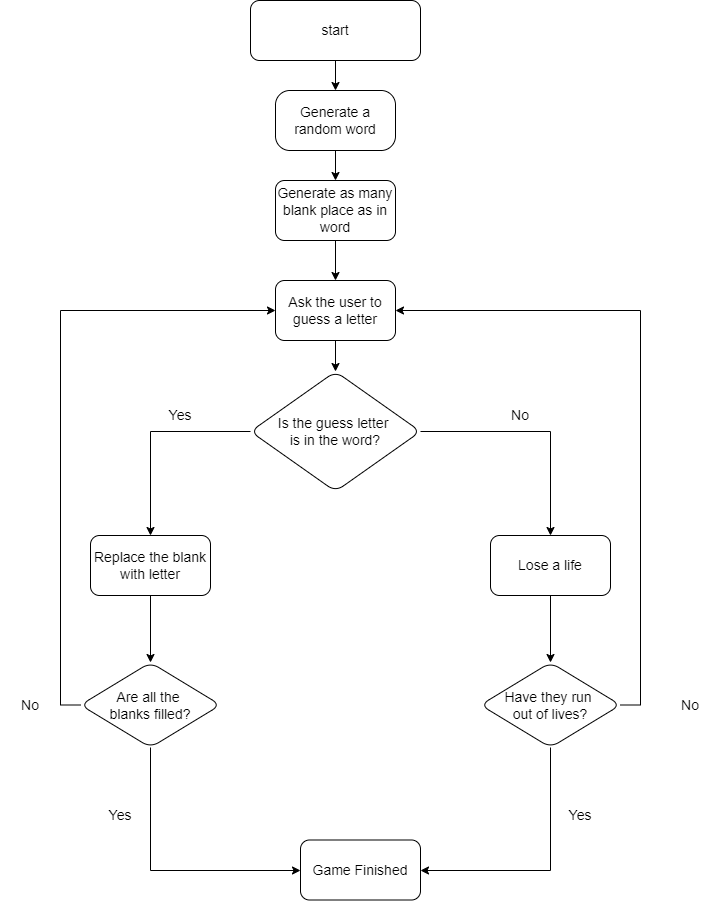 start
Generate a
random word
Generate as many
blank place as in
word
Ask the user to
guess a letter
Is the guess letter
is in the word?
Yes
No
Replace the blank
with letter
Lose a life
Are all the
blanks filled?
Have they run
out of lives?
No
No
Yes
Yes
Game Finished